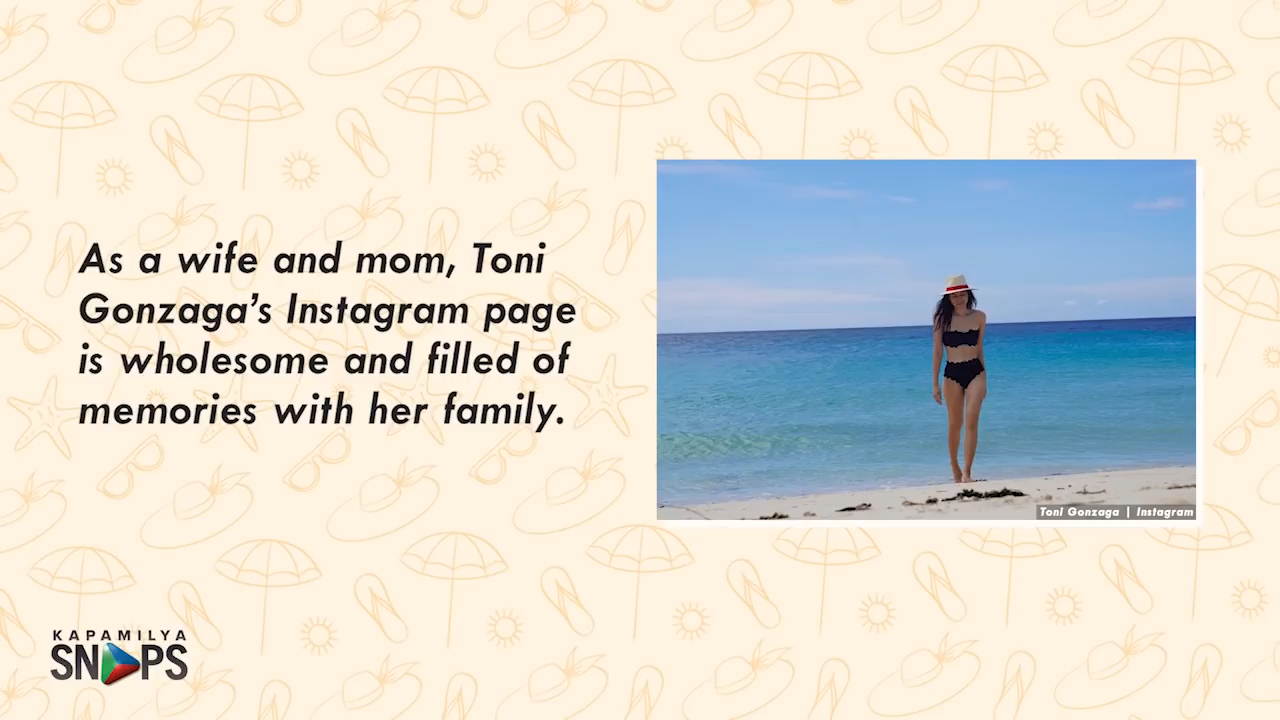 As a wife and mom, Toni
Gonzaga's Instagram page
is wholesome and filled of
memories with her family.
Toni Gonzaga | Instagram
KAPAMILYA
SNAPS